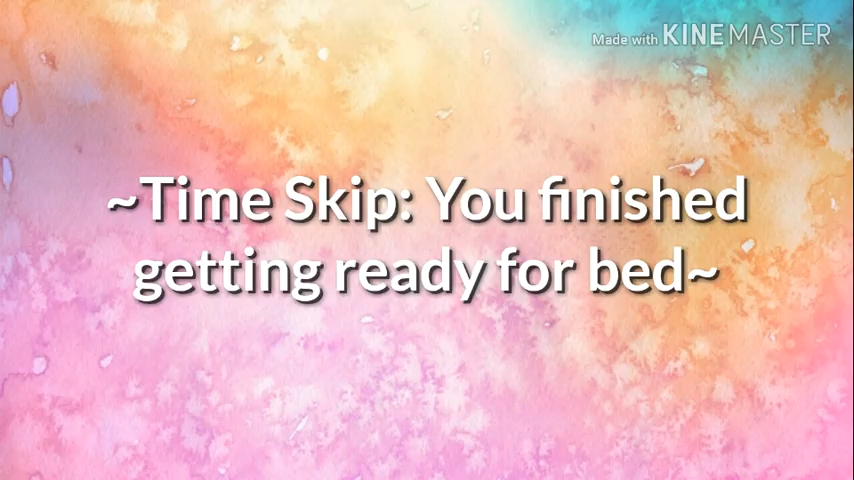 Made with KINEMASTER
~Time Skip: You finished
getting ready for bed~